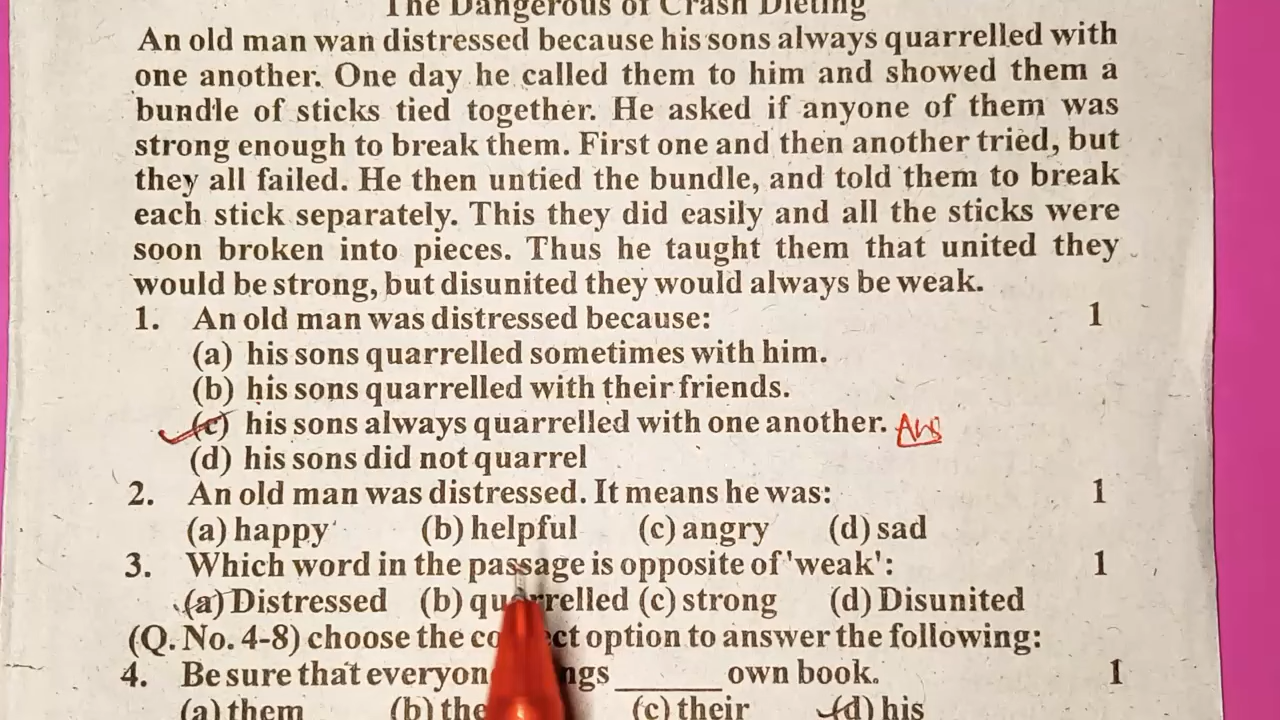 The Dangerous of Crash Dieting
An old man wan distressed because his sons always quarrelled with
one another. One day he called them to him and showed them a
bundle of sticks tied together. He asked if anyone of them was
strong enough to break them. First one and then another tried, but
they all failed. He then untied the bundle, and told them to break
each stick separately. This they did easily and all the sticks were
soon broken into pieces. Thus he taught them that united they
would be strong, but disunited they would always be weak.
1. An old man was distressed because: 1
(a) his sons quarrelled sometimes with him.
(b) his sons quarrelled with their friends.
(c) his sons always quarrelled with one another. Ans
(d) his sons did not quarrel
2. An old man was distressed. It means he was: 1
(a) happy (b) helpful (c) angry (d) sad
3. Which word in the passage is opposite of 'weak': 1
(a) Distressed (b) quarrelled (c) strong (d) Disunited
(Q. No. 4-8) choose the correct option to answer the following:
4. Be sure that everyone ______ own book. 1
(a) them (b) (c) their (d) his